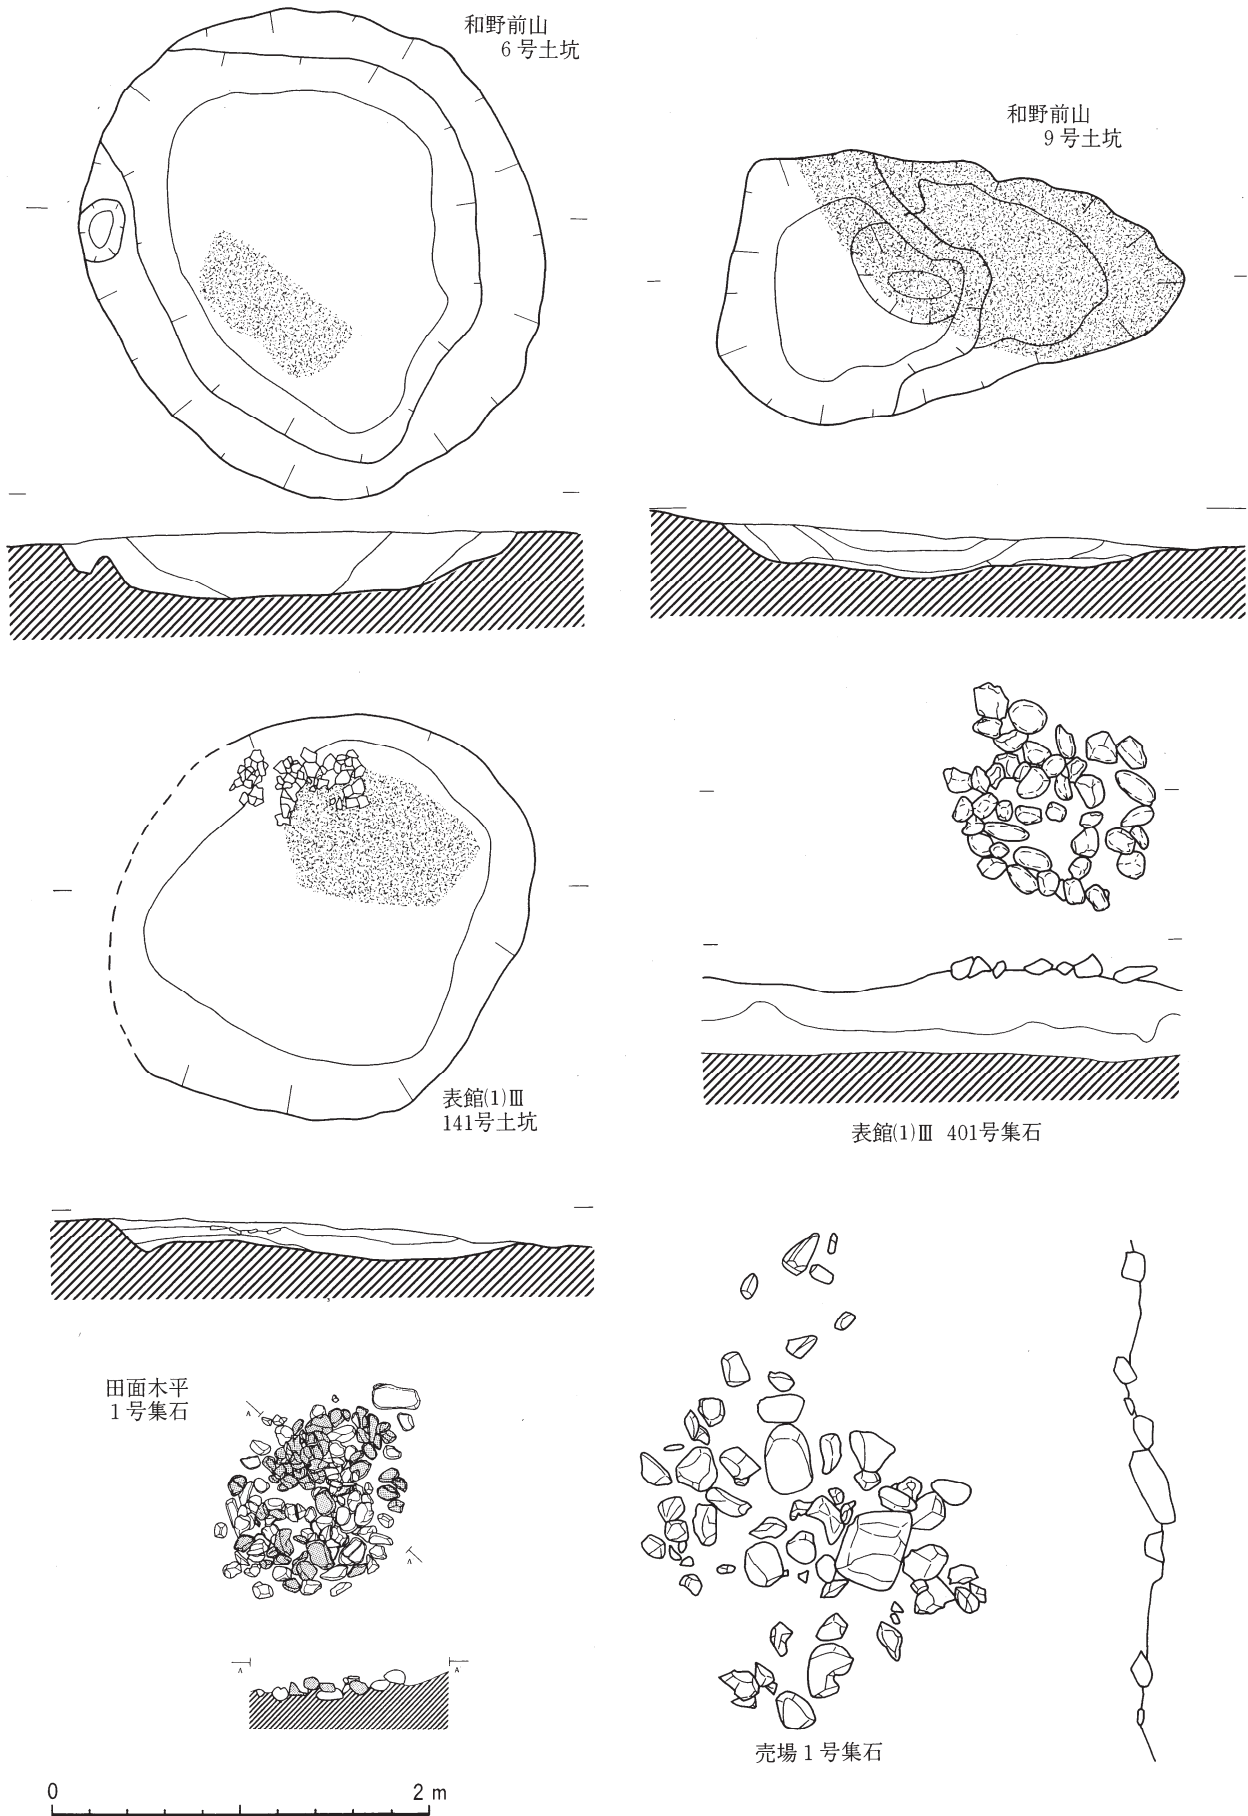 和野前山
6号土坑
和野前山
9号土坑
表館(1)Ⅲ
141号土坑
表館(1)Ⅲ 401号集石
田面木平
1号集石
A
A
A
A
売場1号集石
0 2 m